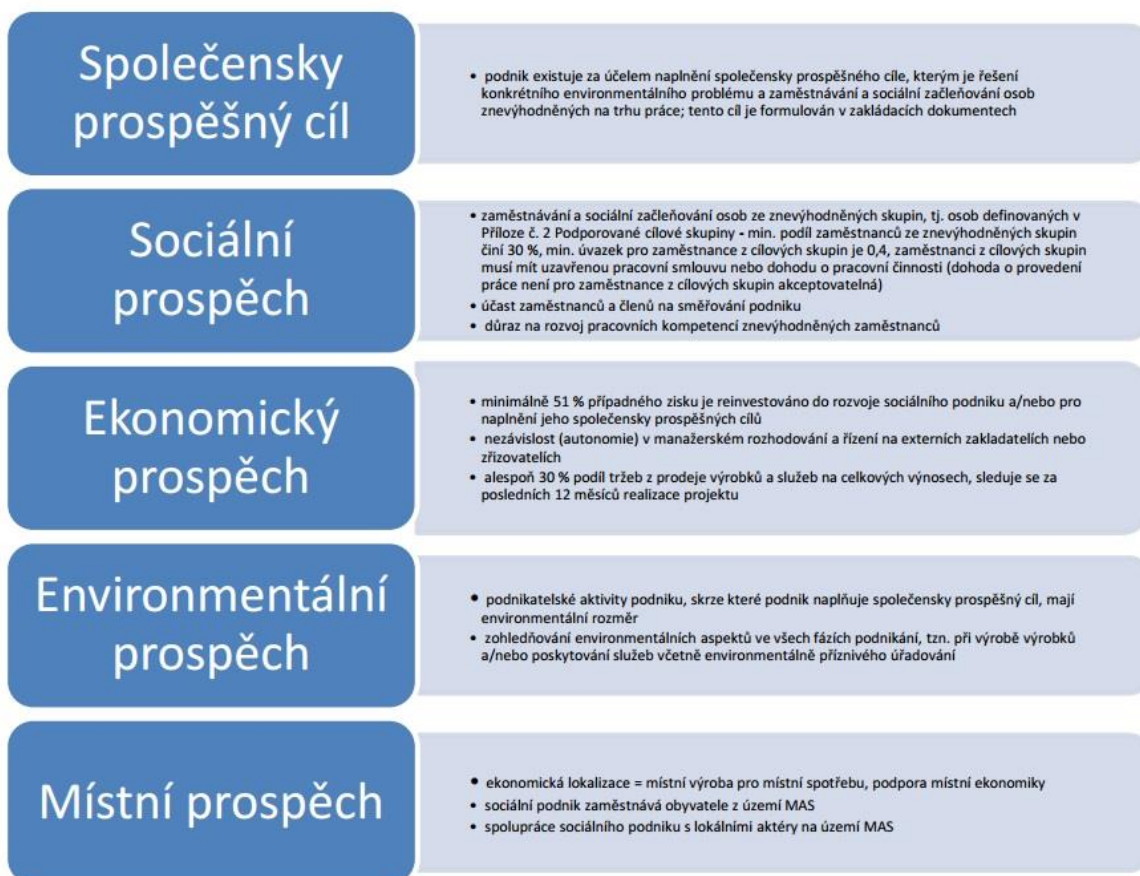 Společensky
prospěšný cíl
• podnik existuje za účelem naplnění společensky prospěšného cíle, kterým je řešení
konkrétního environmentálního problému a zaměstnávání a sociální začleňování osob
znevýhodněných na trhu práce; tento cíl je formulován v zakládacích dokumentech
Sociální
prospěch
• zaměstnávání a sociální začleňování osob ze znevýhodněných skupin, tj. osob definovaných v
Příloze č. 2 Podporované cílové skupiny - min. podíl zaměstnanců ze znevýhodněných skupin
činí 30 %, min. úvazek pro zaměstnance z cílových skupin je 0,4, zaměstnanci z cílových skupin
musí mít uzavřenou pracovní smlouvu nebo dohodu o pracovní činnosti (dohoda o provedení
práce není pro zaměstnance z cílových skupin akceptovatelná)
• účast zaměstnanců a členů na směřování podniku
• důraz na rozvoj pracovních kompetencí znevýhodněných zaměstnanců
Ekonomický
prospěch
• minimálně 51 % případného zisku je reinvestováno do rozvoje sociálního podniku a/nebo pro
naplnění jeho společensky prospěšných cílů
• nezávislost (autonomie) v manažerském rozhodování a řízení na externích zakladatelích nebo
zřizovatelích
• alespoň 30 % podíl tržeb z prodeje výrobků a služeb na celkových výnosech, sleduje se za
posledních 12 měsíců realizace projektu
Environmentální
prospěch
• podnikatelské aktivity podniku, skrze které podnik naplňuje společensky prospěšný cíl, mají
environmentální rozměr
• zohledňování environmentálních aspektů ve všech fázích podnikání, tzn. při výrobě výrobků
a/nebo poskytování služeb včetně environmentálně příznivého úřadování
Místní prospěch
• ekonomická lokalizace = místní výroba pro místní spotřebu, podpora místní ekonomiky
• sociální podnik zaměstnává obyvatele z území MAS
• spolupráce sociálního podniku s lokálními aktéry na území MAS